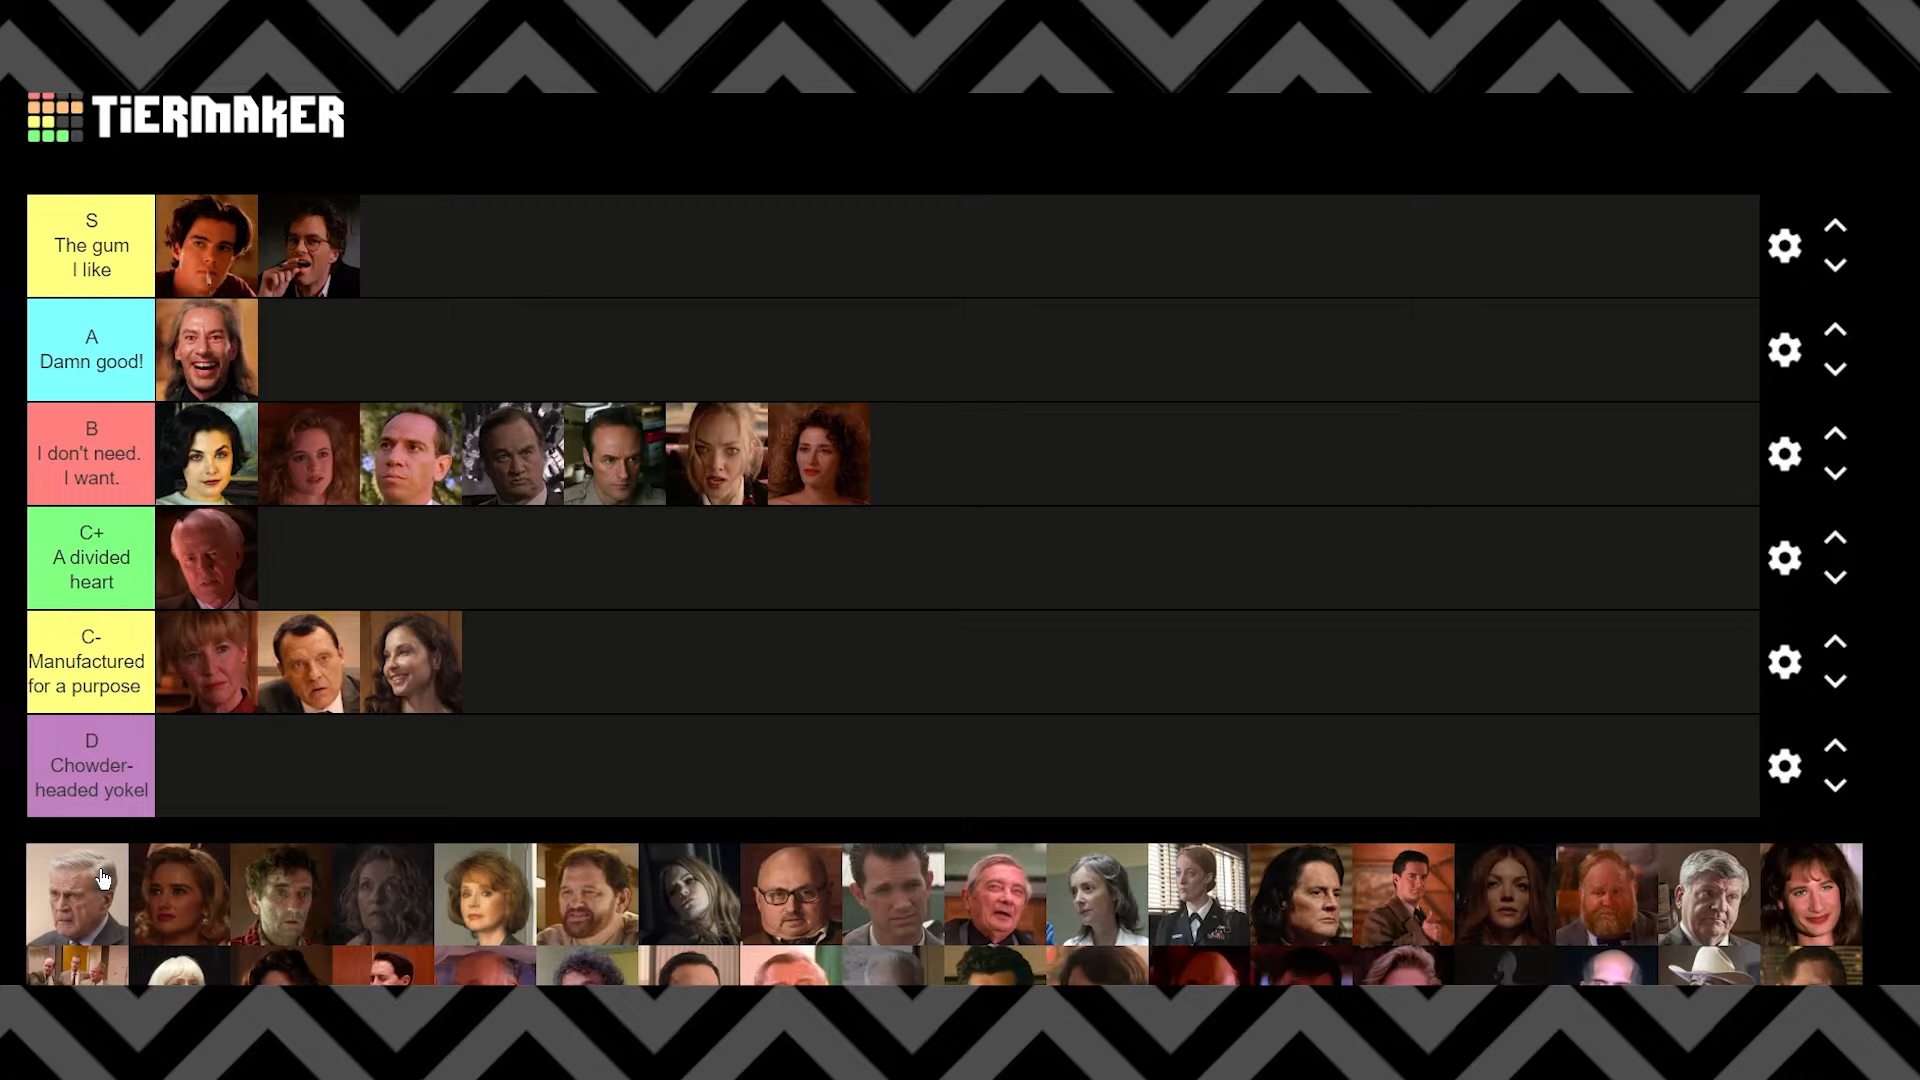 TiERMAKER
S
The gum
I like
A
Damn good!
B
I don't need.
I want.
C+
A divided
heart
C-
Manufactured
for a purpose
D
Chowder-
headed yokel